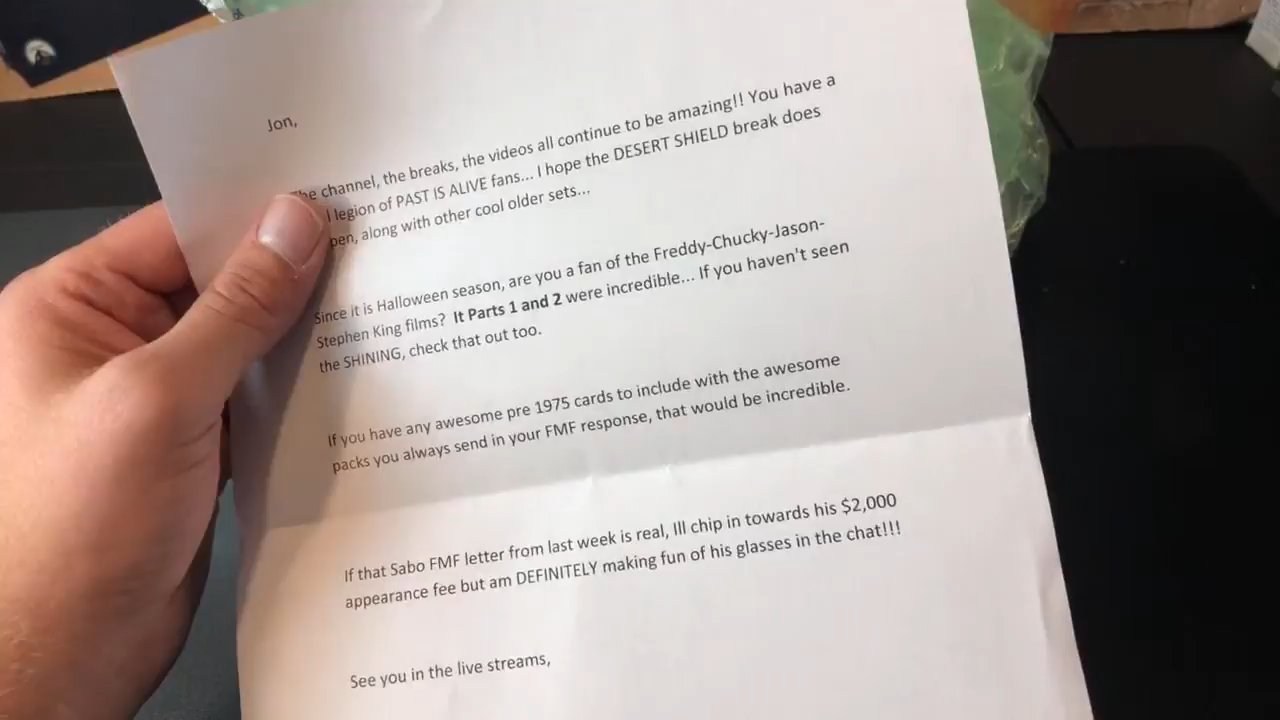 Jon,
he channel, the breaks, the videos all continue to be amazing!! You have a
l legion of PAST IS ALIVE fans... I hope the DESERT SHIELD break does
pen, along with other cool older sets...
Since it is Halloween season, are you a fan of the Freddy-Chucky-Jason-
Stephen King films? It Parts 1 and 2 were incredible... If you haven't seen
the SHINING, check that out too.
If you have any awesome pre 1975 cards to include with the awesome
packs you always send in your FMF response, that would be incredible.
If that Sabo FMF letter from last week is real, Ill chip in towards his $2,000
appearance fee but am DEFINITELY making fun of his glasses in the chat!!!
See you in the live streams,